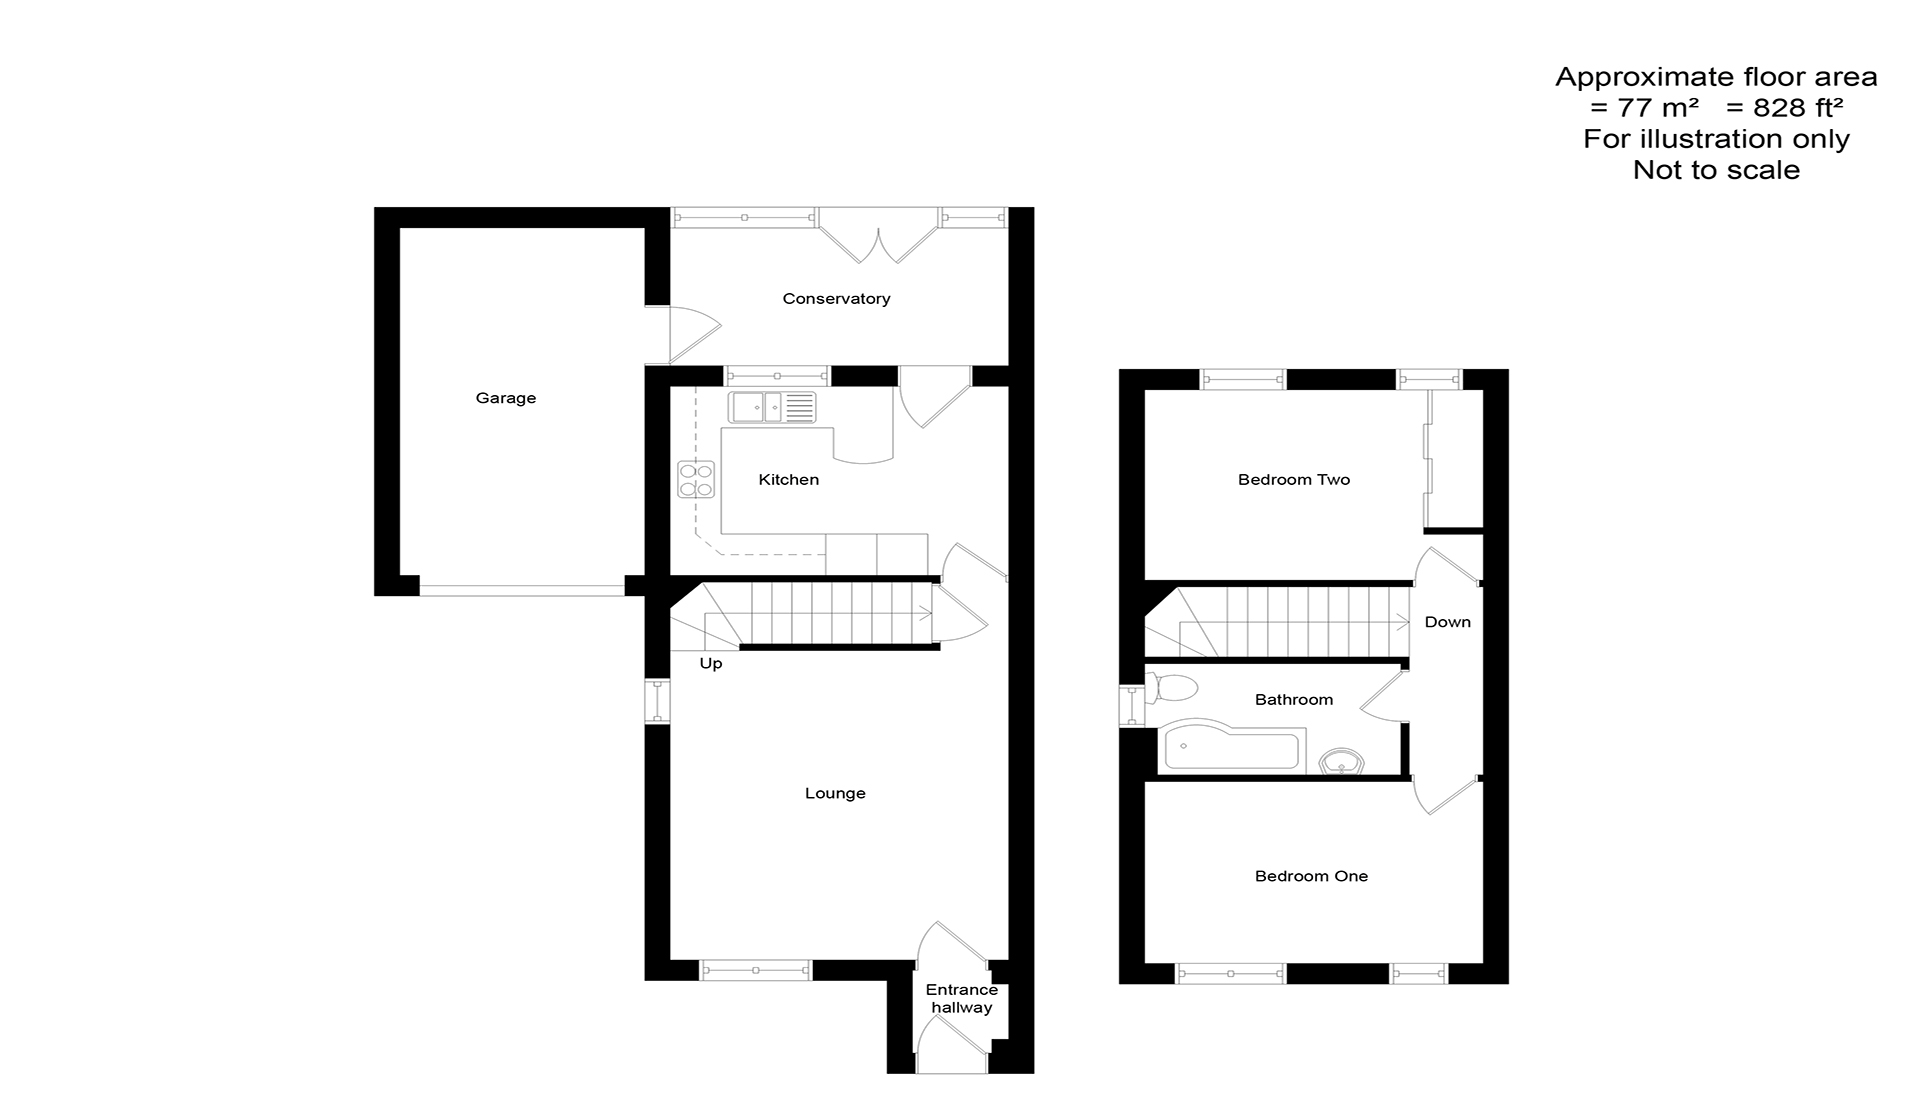 Approximate floor area
= 77 m² = 828 ft²
For illustration only
Not to scale
Conservatory
Garage
Kitchen
Up
Lounge
Entrance
hallway
Bedroom Two
Down
Bathroom
Bedroom One